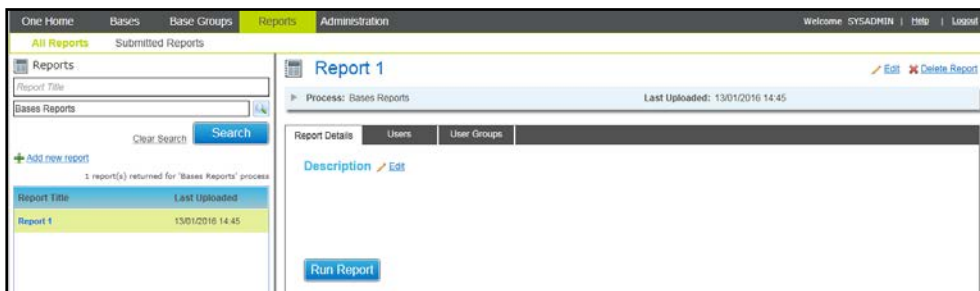 One Home Bases Base Groups Reports Administration Welcome SYSADMIN | Help | Logout
All Reports Submitted Reports
Reports
Report Title
Bases Reports
Clear Search Search
Add new report
1 report(s) returned for 'Bases Reports' process
Report Title Last Uploaded
Report 1 13/01/2016 14:45
Report 1 Edit Delete Report
Process: Bases Reports Last Uploaded: 13/01/2016 14:45
Report Details Users User Groups
Description Edit
Run Report